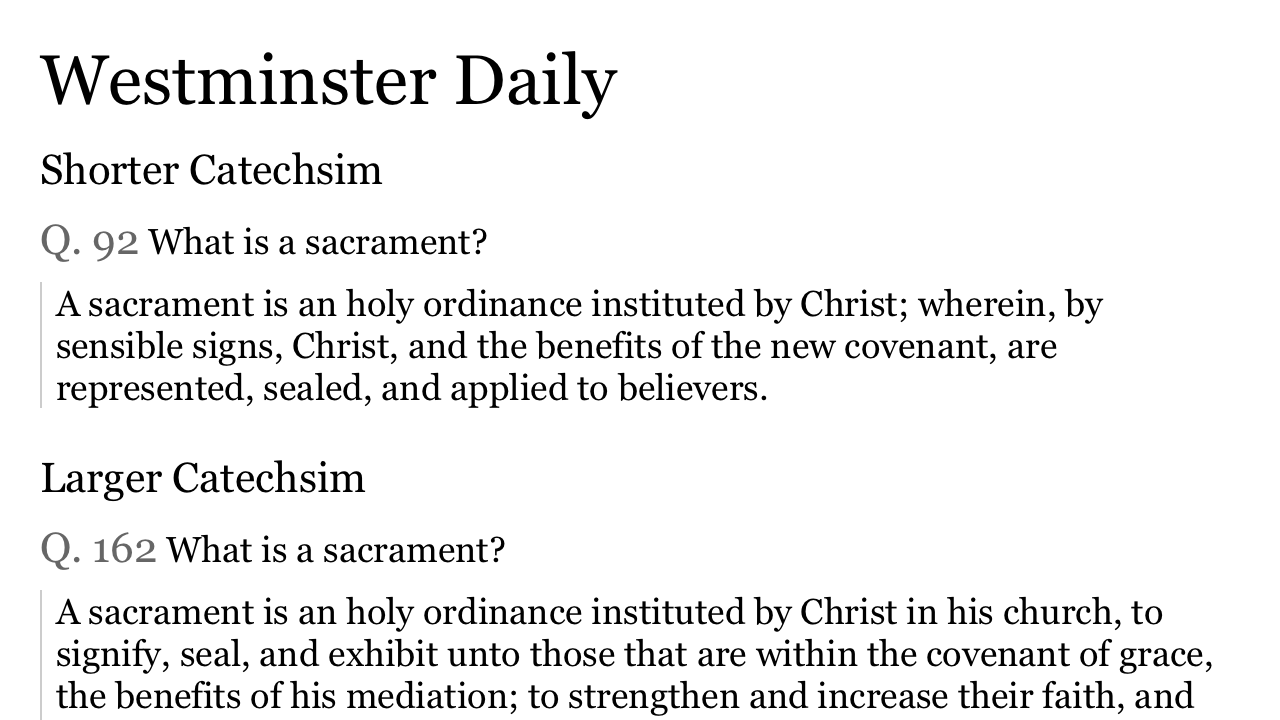 Westminster Daily
Shorter Catechsim
Q. 92 What is a sacrament?
A sacrament is an holy ordinance instituted by Christ; wherein, by
sensible signs, Christ, and the benefits of the new covenant, are
represented, sealed, and applied to believers.
Larger Catechsim
Q. 162 What is a sacrament?
A sacrament is an holy ordinance instituted by Christ in his church, to
signify, seal, and exhibit unto those that are within the covenant of grace,
the benefits of his mediation; to strengthen and increase their faith, and